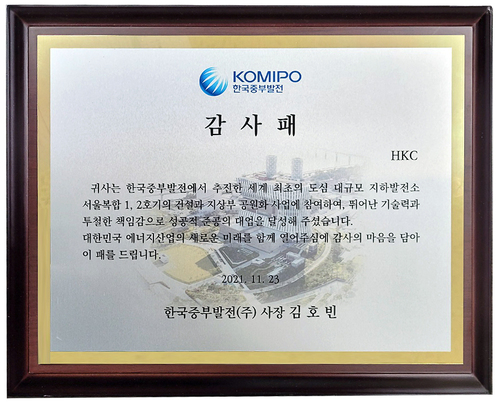 KOMIPO
한국중부발전
감 사 패
HKC
귀사는 한국중부발전에서 추진한 세계 최초의 도심 대규모 지하발전소
서울복합 1, 2호기의 건설과 지상부 공원화 사업에 참여하여, 뛰어난 기술력과
투철한 책임감으로 성공적 준공의 대업을 달성해 주셨습니다.
대한민국 에너지산업의 새로운 미래를 함께 열어주심에 감사의 마음을 담아
이 패를 드립니다.
2021. 11. 23
한국중부발전(주) 사장 김 호 빈